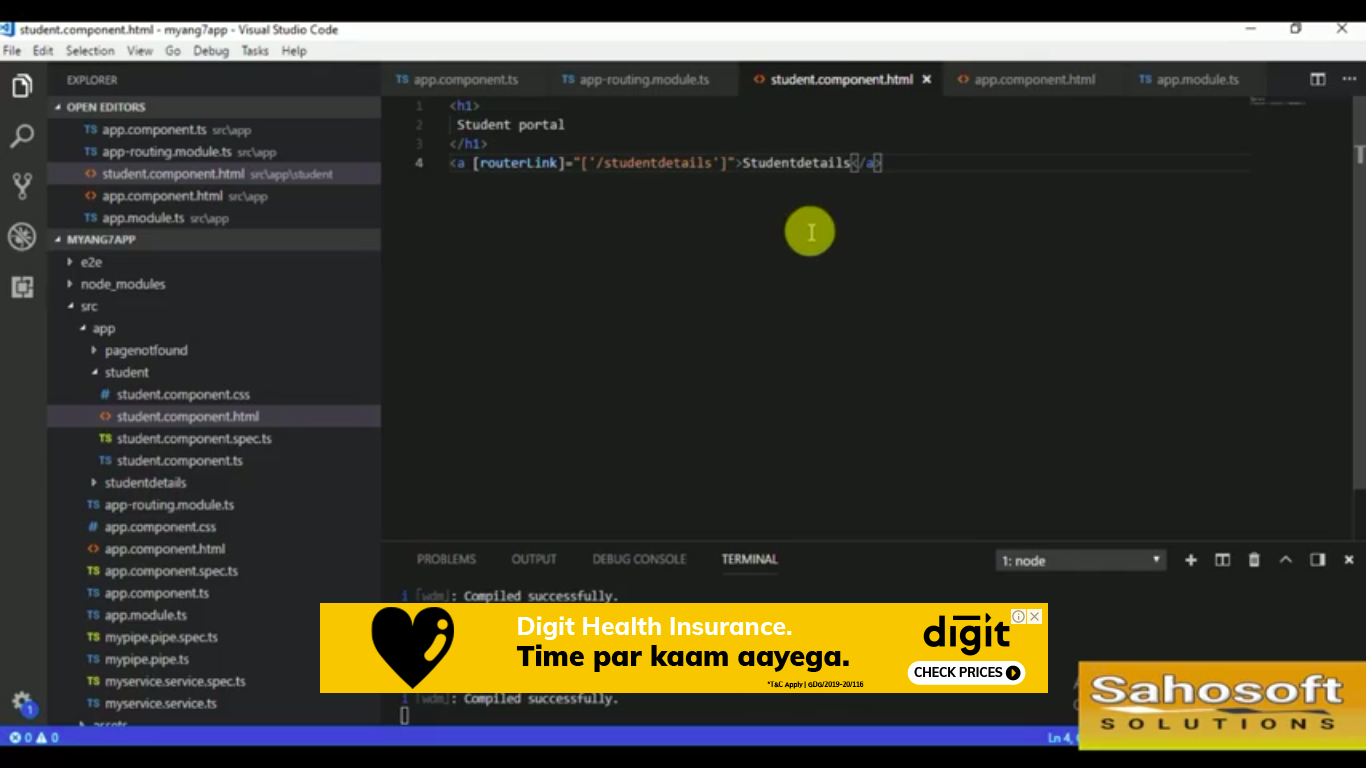 student.component.html - myang7app - Visual Studio Code
File Edit Selection View Go Debug Tasks Help
EXPLORER
OPEN EDITORS
TS app.component.ts src\app
TS app-routing.module.ts src\app
<> student.component.html src\app\student
<> app.component.html src\app
TS app.module.ts src\app
MYANG7APP
e2e
node_modules
src
app
pagenotfound
student
# student.component.css
<> student.component.html
TS student.component.spec.ts
TS student.component.ts
studentdetails
TS app-routing.module.ts
# app.component.css
<> app.component.html
TS app.component.spec.ts
TS app.component.ts
TS app.module.ts
TS mypipe.pipe.spec.ts
TS mypipe.pipe.ts
TS myservice.service.spec.ts
TS myservice.service.ts
assets
TS app.component.ts TS app-routing.module.ts <> student.component.html × <> app.component.html TS app.module.ts ...
1 <h1>
2 Student portal
3 </h1>
4 <a [routerLink]="['/studentdetails']">Studentdetails</a>
PROBLEMS OUTPUT DEBUG CONSOLE TERMINAL 1: node
i ｢wdm｣: Compiled successfully.
Digit Health Insurance.
Time par kaam aayega.
*T&C Apply | GDG/2019-20/116
digit
CHECK PRICES
i ｢wdm｣: Compiled successfully.
Sahosoft
SOLUTIONS
1
0 0
Ln 4,